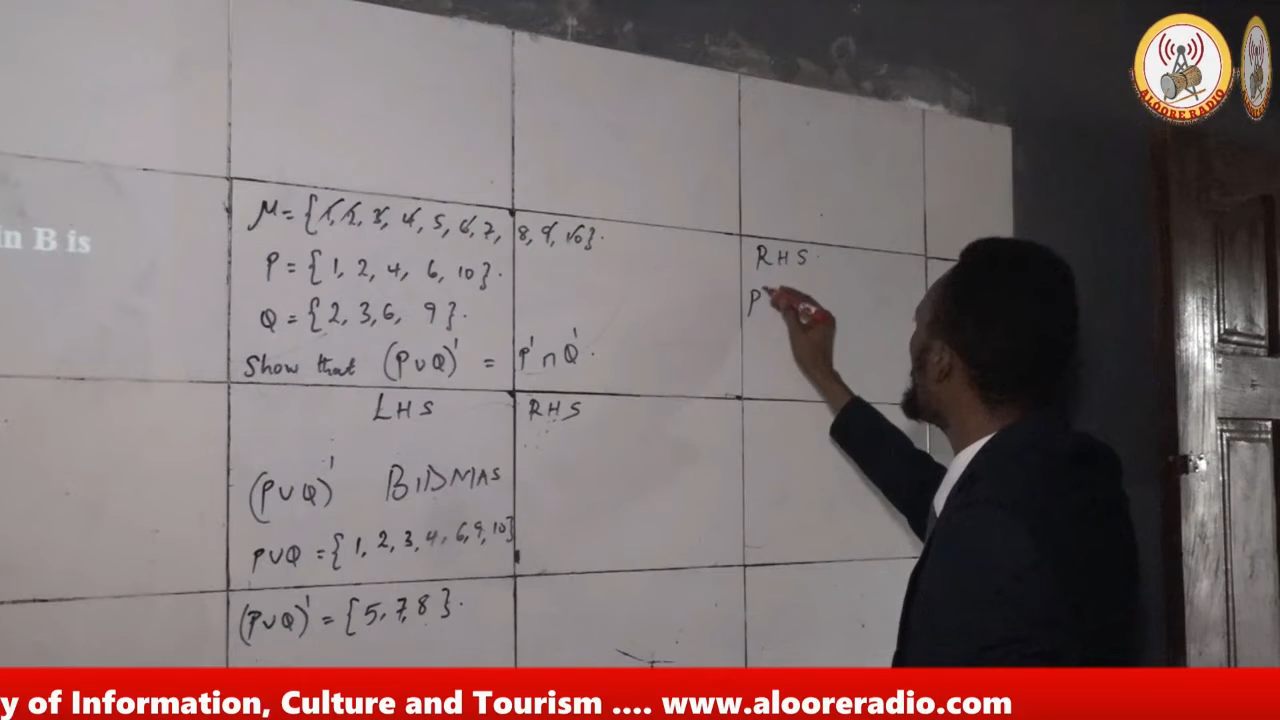 ALOORE RADIO
in B is
μ = {1, 2, 3, 4, 5, 6, 7, 8, 9, 10}.
P = {1, 2, 4, 6, 10}.
Q = {2, 3, 6, 9}.
Show that (P∪Q)' = P' ∩ Q'.
LHS
RHS
(P∪Q)' BIDMAS
P∪Q = {1, 2, 3, 4, 6, 9, 10}
(P∪Q)' = {5, 7, 8}.
RHS.
P
y of Information, Culture and Tourism .... www.alooreradio.com